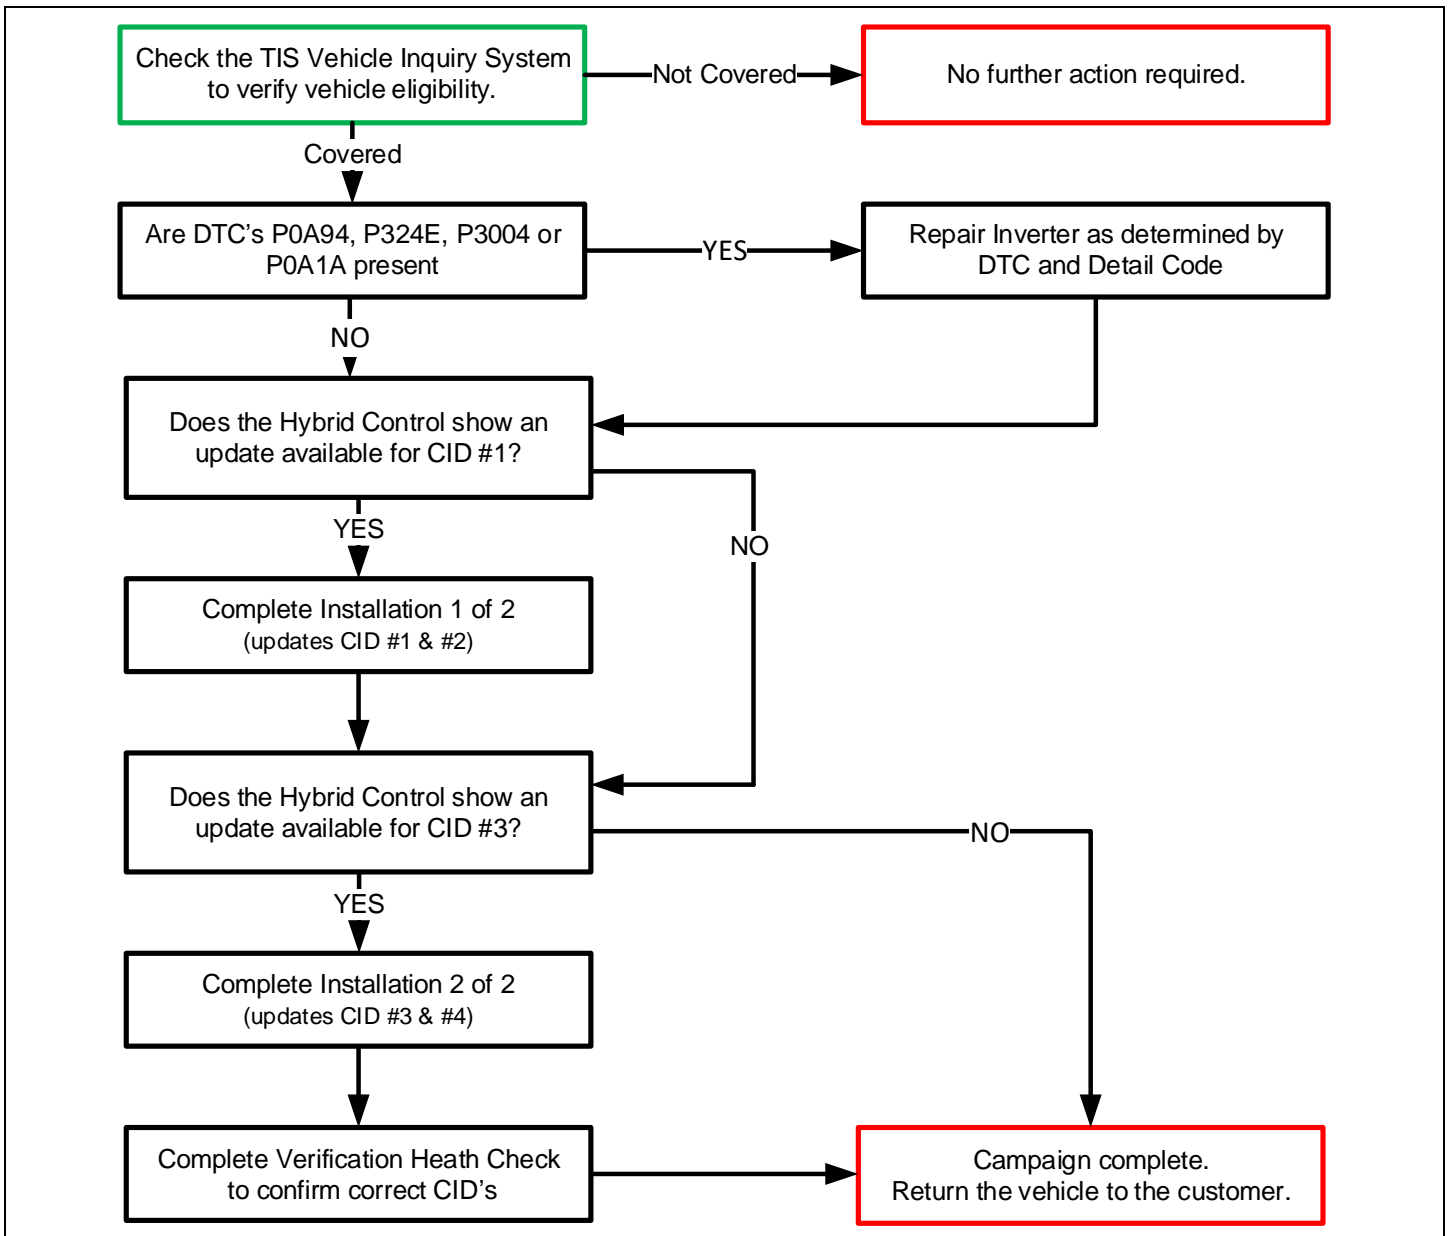 Check the TIS Vehicle Inquiry System
to verify vehicle eligibility.
Not Covered
No further action required.
Covered
Are DTC's P0A94, P324E, P3004 or
P0A1A present
YES
Repair Inverter as determined by
DTC and Detail Code
NO
Does the Hybrid Control show an
update available for CID #1?
YES
NO
Complete Installation 1 of 2
(updates CID #1 & #2)
Does the Hybrid Control show an
update available for CID #3?
NO
YES
Complete Installation 2 of 2
(updates CID #3 & #4)
Complete Verification Heath Check
to confirm correct CID's
Campaign complete.
Return the vehicle to the customer.